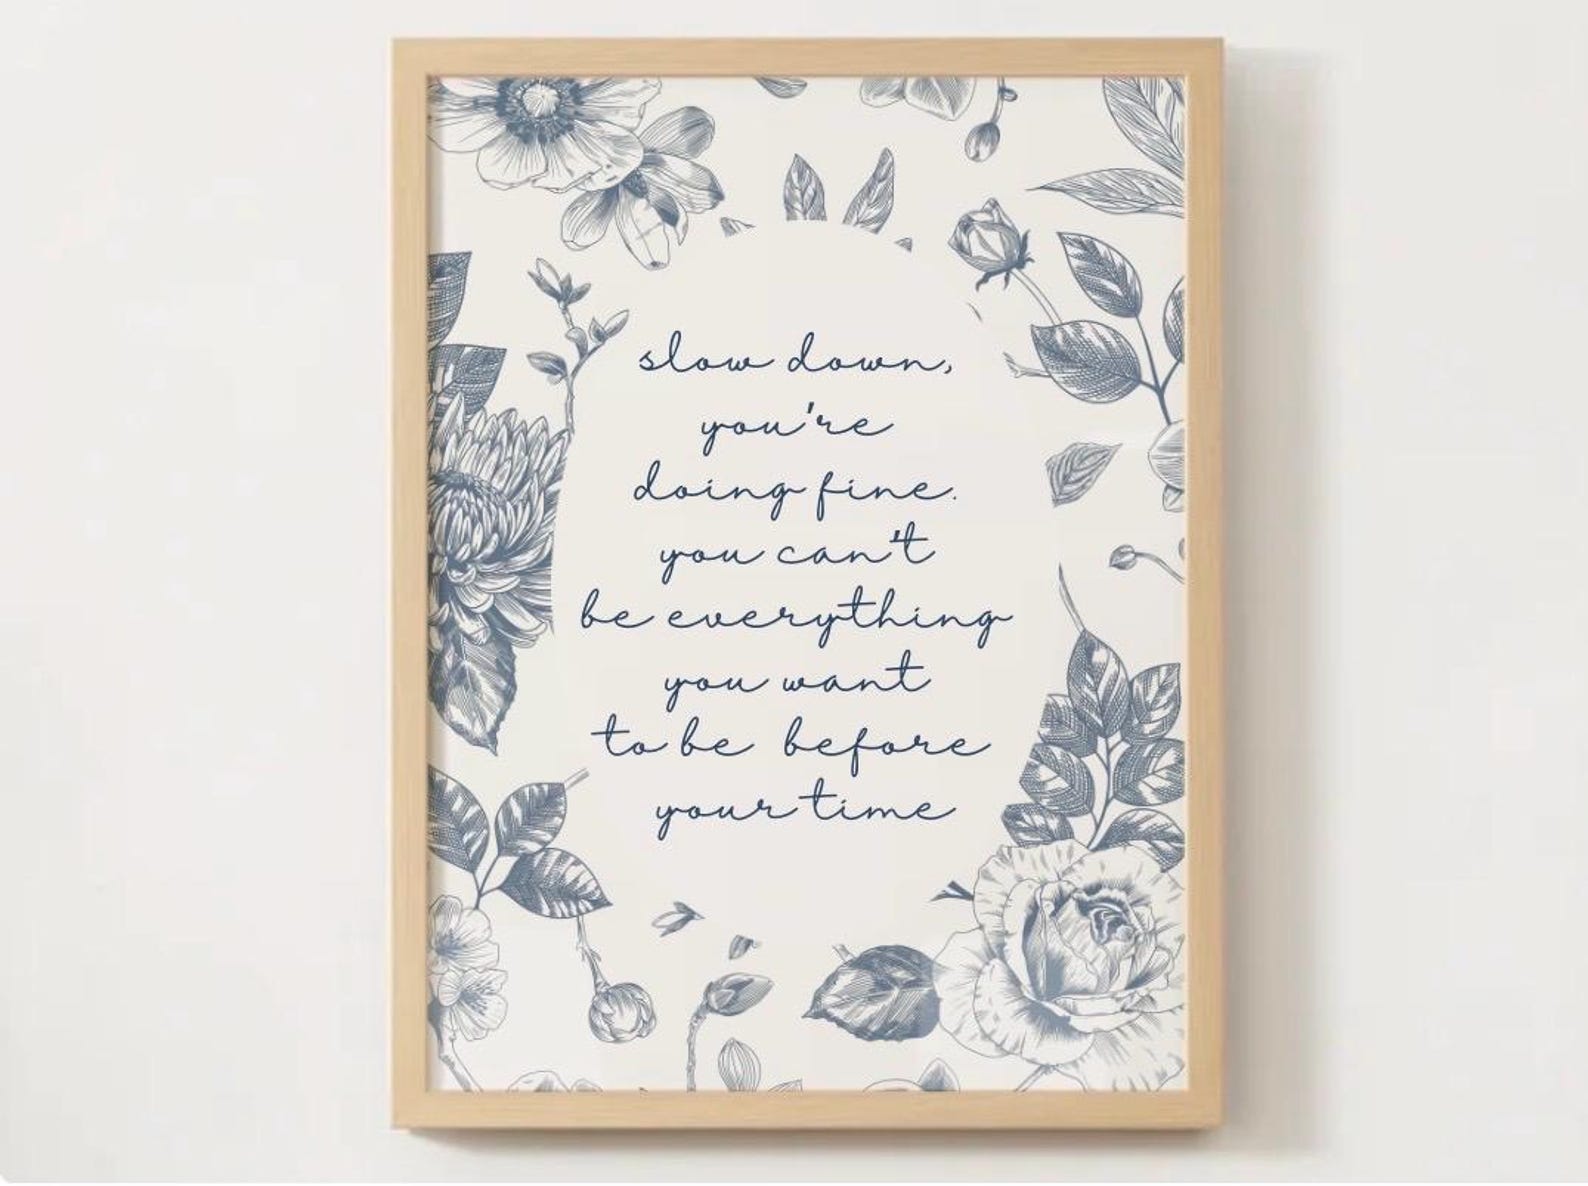 slow down,
you're
doing fine.
you can't
be everything
you want
to be before
your time